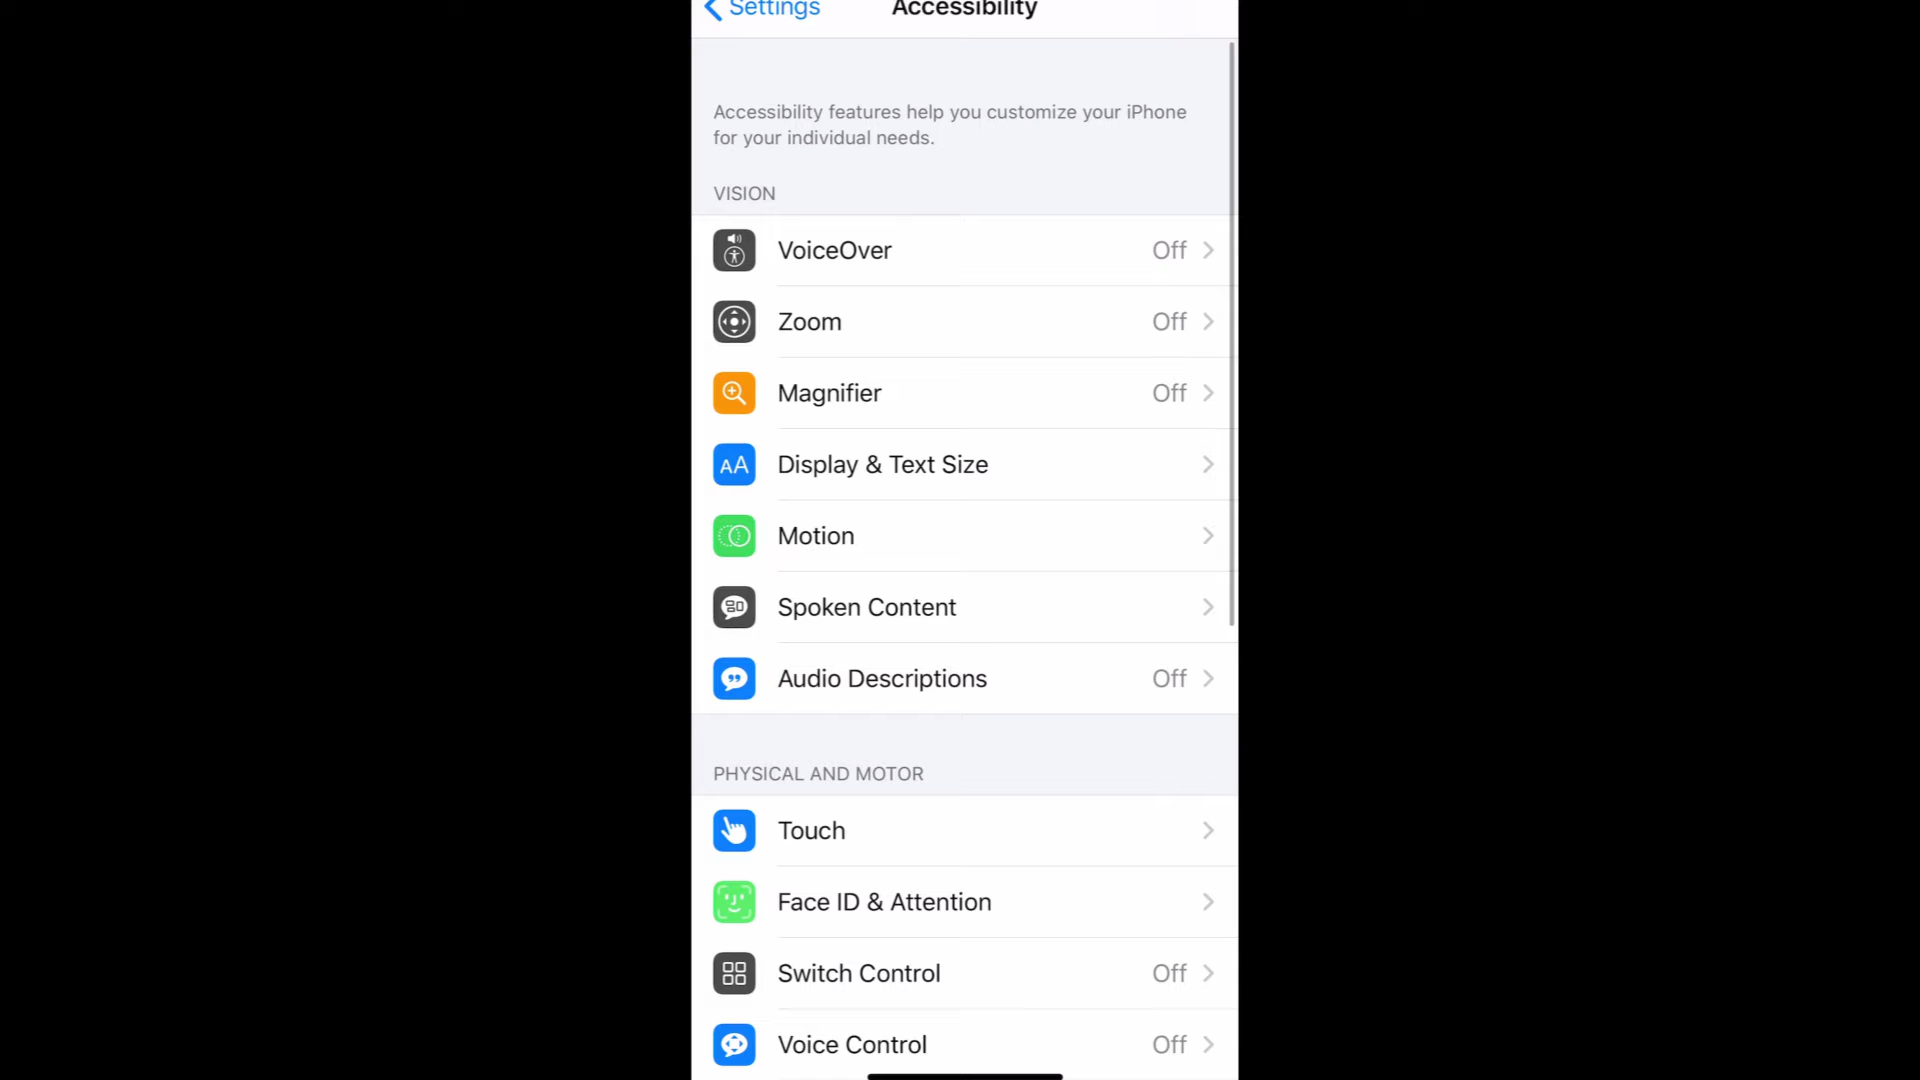 Settings
Accessibility
Accessibility features help you customize your iPhone
for your individual needs.
VISION
VoiceOver Off
Zoom Off
Magnifier Off
AA Display & Text Size
Motion
Spoken Content
Audio Descriptions Off
PHYSICAL AND MOTOR
Touch
Face ID & Attention
Switch Control Off
Voice Control Off